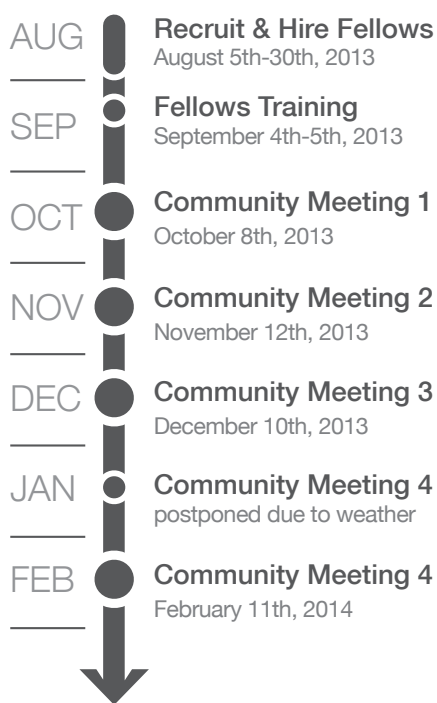 AUG
Recruit & Hire Fellows
August 5th-30th, 2013
SEP
Fellows Training
September 4th-5th, 2013
OCT
Community Meeting 1
October 8th, 2013
NOV
Community Meeting 2
November 12th, 2013
DEC
Community Meeting 3
December 10th, 2013
JAN
Community Meeting 4
postponed due to weather
FEB
Community Meeting 4
February 11th, 2014